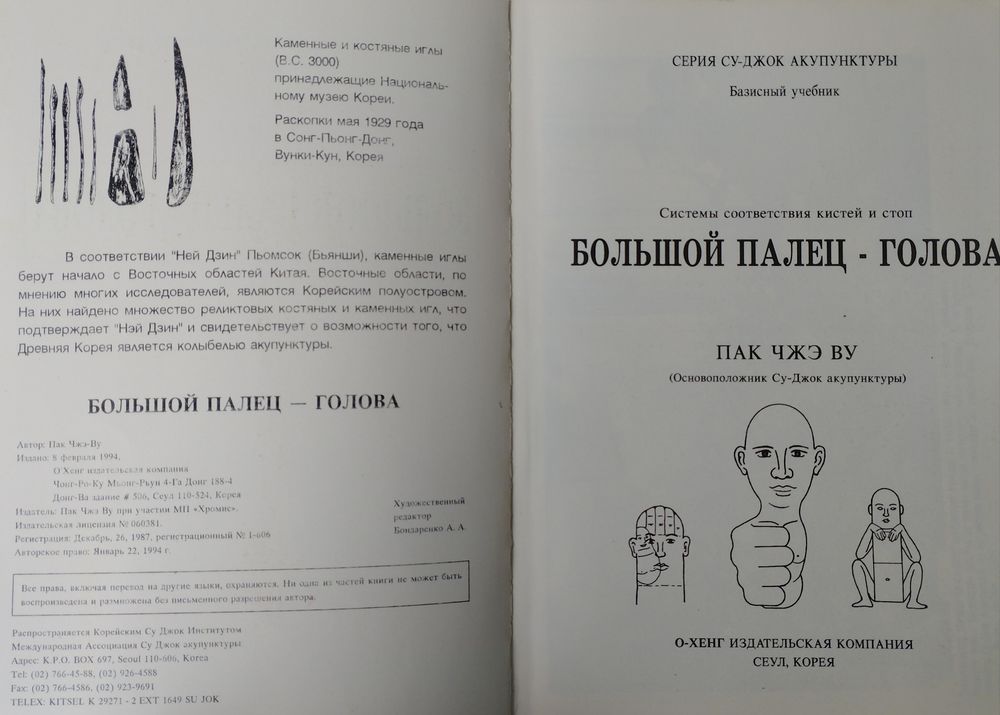 Каменные и костяные иглы
(В.С. 3000)
принадлежащие Националь-
ному музею Кореи.
Раскопки мая 1929 года
в Сонг-Пьонг-Донг,
Вунки-Кун, Корея
В соответствии "Ней Дзин" Пьомсок (Бьянши), каменные иглы
берут начало с Восточных областей Китая. Восточные области, по
мнению многих исследователей, являются Корейским полуостровом.
На них найдено множество реликтовых костяных и каменных игл, что
подтверждает "Нэй Дзин" и свидетельствует о возможности того, что
Древняя Корея является колыбелью акупунктуры.
БОЛЬШОЙ ПАЛЕЦ — ГОЛОВА
Автор: Пак Чжэ-Ву
Издано: 8 февраля 1994,
О'Хенг издательская компания
Чонг-Ро-Ку Мьонг-Рьун 4-Га Донг 188-4
Донг-Ва здание # 506, Сеул 110-524, Корея
Издатель: Пак Чжэ Ву при участии МП «Хромис».
Издательская лицензия № 060381.
Регистрация: Декабрь, 26, 1987, регистрационный № 1-606
Авторское право: Январь 22, 1994 г.
Художественный
редактор
Бондаренко А. А.
Все права, включая перевод на другие языки, охраняются. Ни одна из частей книги не может быть
воспроизведена и размножена без письменного разрешения автора.
Распространяется Корейским Су Джок Институтом
Международная Ассоциация Су Джок акупунктуры
Адрес: K.P.O. BOX 697, Seoul 110-606, Korea
Tel: (02) 766-45-88, (02) 926-4588
Fax: (02) 766-4586, (02) 923-9691
TELEX: KITSEL K 29271 - 2 EXT 1649 SU JOK
СЕРИЯ СУ-ДЖОК АКУПУНКТУРЫ
Базисный учебник
Системы соответствия кистей и стоп
БОЛЬШОЙ ПАЛЕЦ - ГОЛОВА
ПАК ЧЖЭ ВУ
(Основоположник Су-Джок акупунктуры)
О-ХЕНГ ИЗДАТЕЛЬСКАЯ КОМПАНИЯ
СЕУЛ, КОРЕЯ